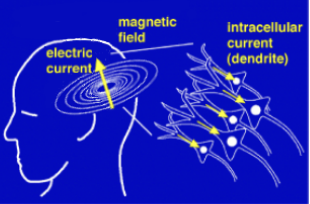 magnetic
field
electric
current
intracellular
current
(dendrite)